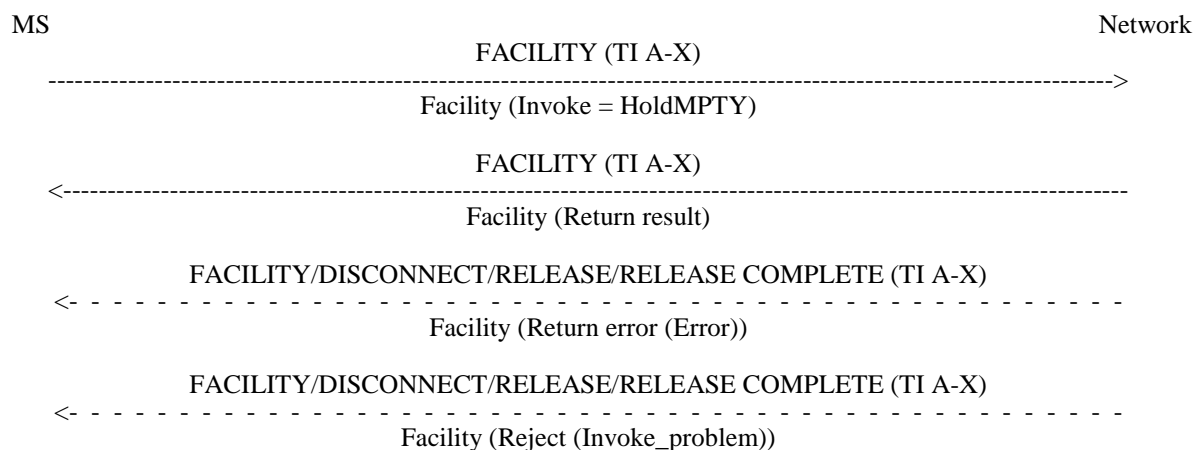 MS Network
FACILITY (TI A-X)
Facility (Invoke = HoldMPTY)
FACILITY (TI A-X)
Facility (Return result)
FACILITY/DISCONNECT/RELEASE/RELEASE COMPLETE (TI A-X)
Facility (Return error (Error))
FACILITY/DISCONNECT/RELEASE/RELEASE COMPLETE (TI A-X)
Facility (Reject (Invoke_problem))